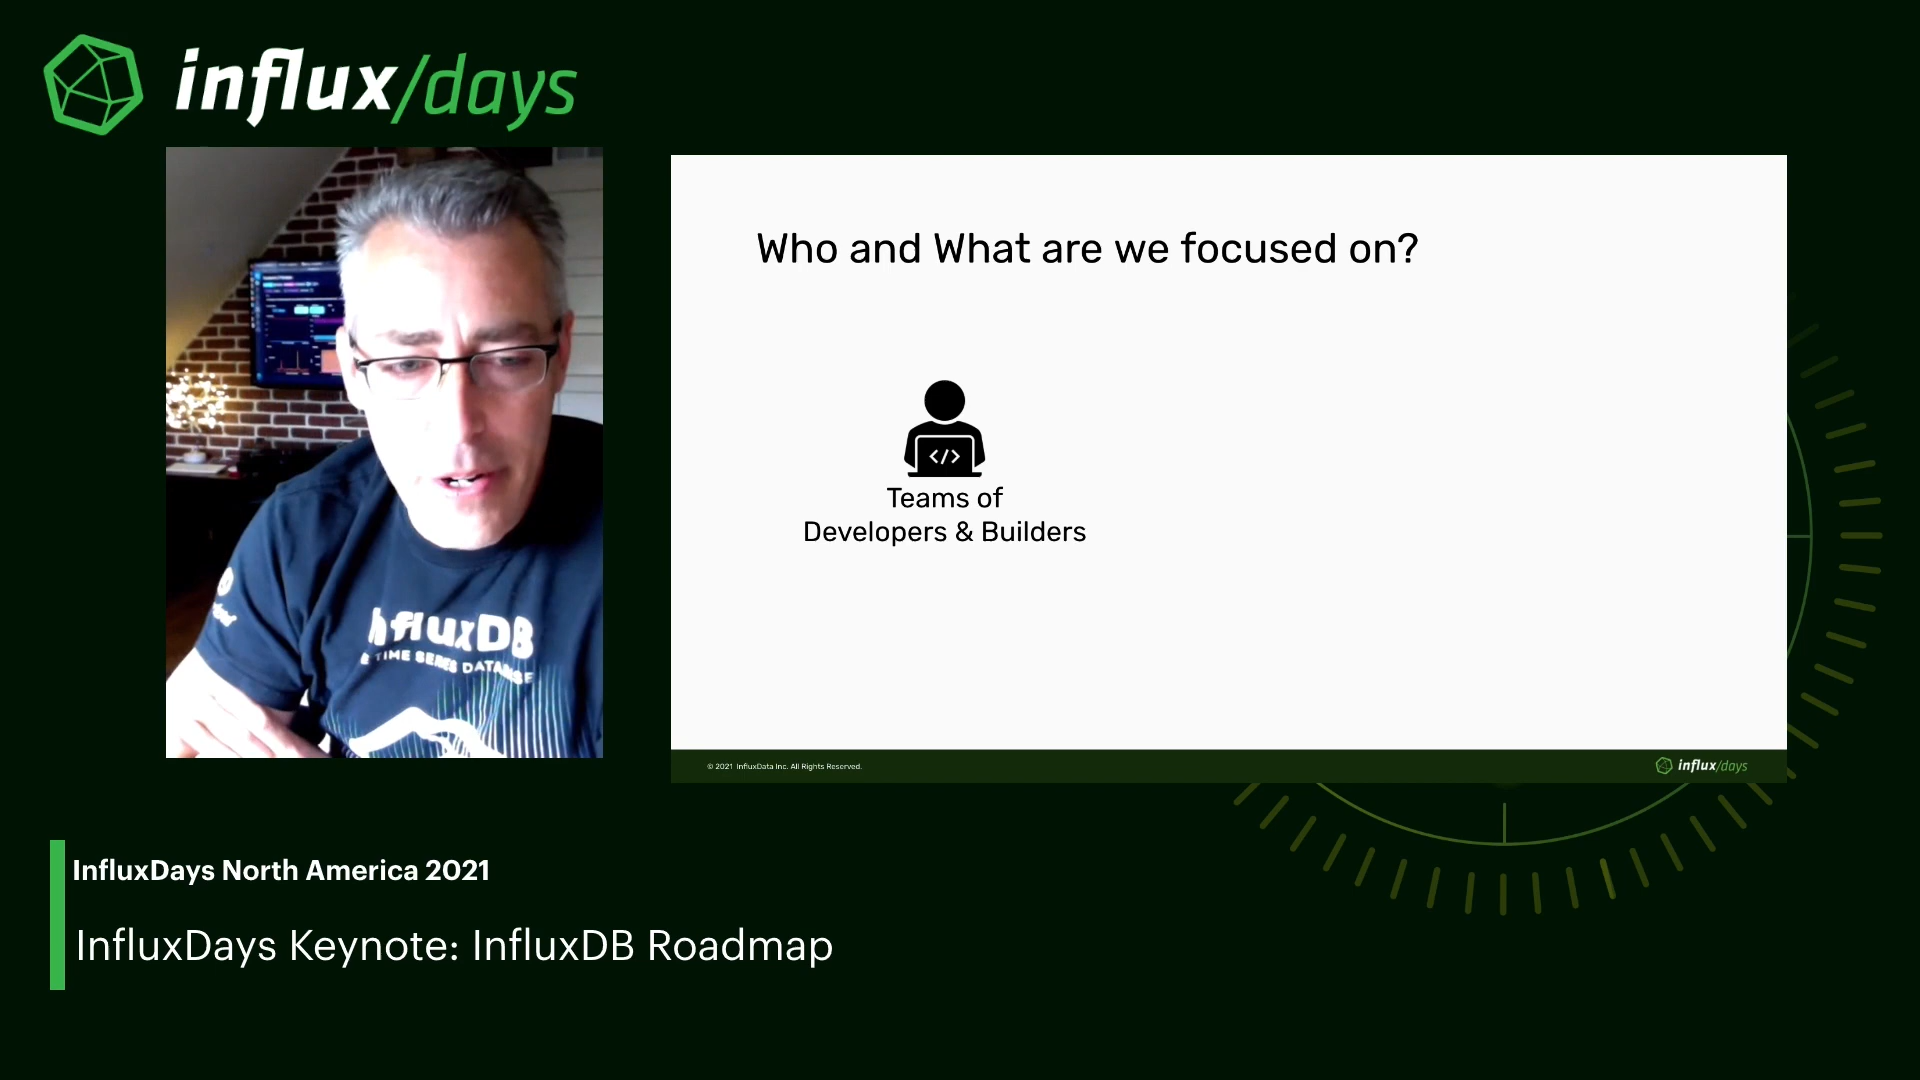 influx/days
Who and What are we focused on?
</>
Teams of
Developers & Builders
InfluxDB
TIME SERIES DATABASE
© 2021 InfluxData Inc. All Rights Reserved.
influx/days
InfluxDays North America 2021
InfluxDays Keynote: InfluxDB Roadmap